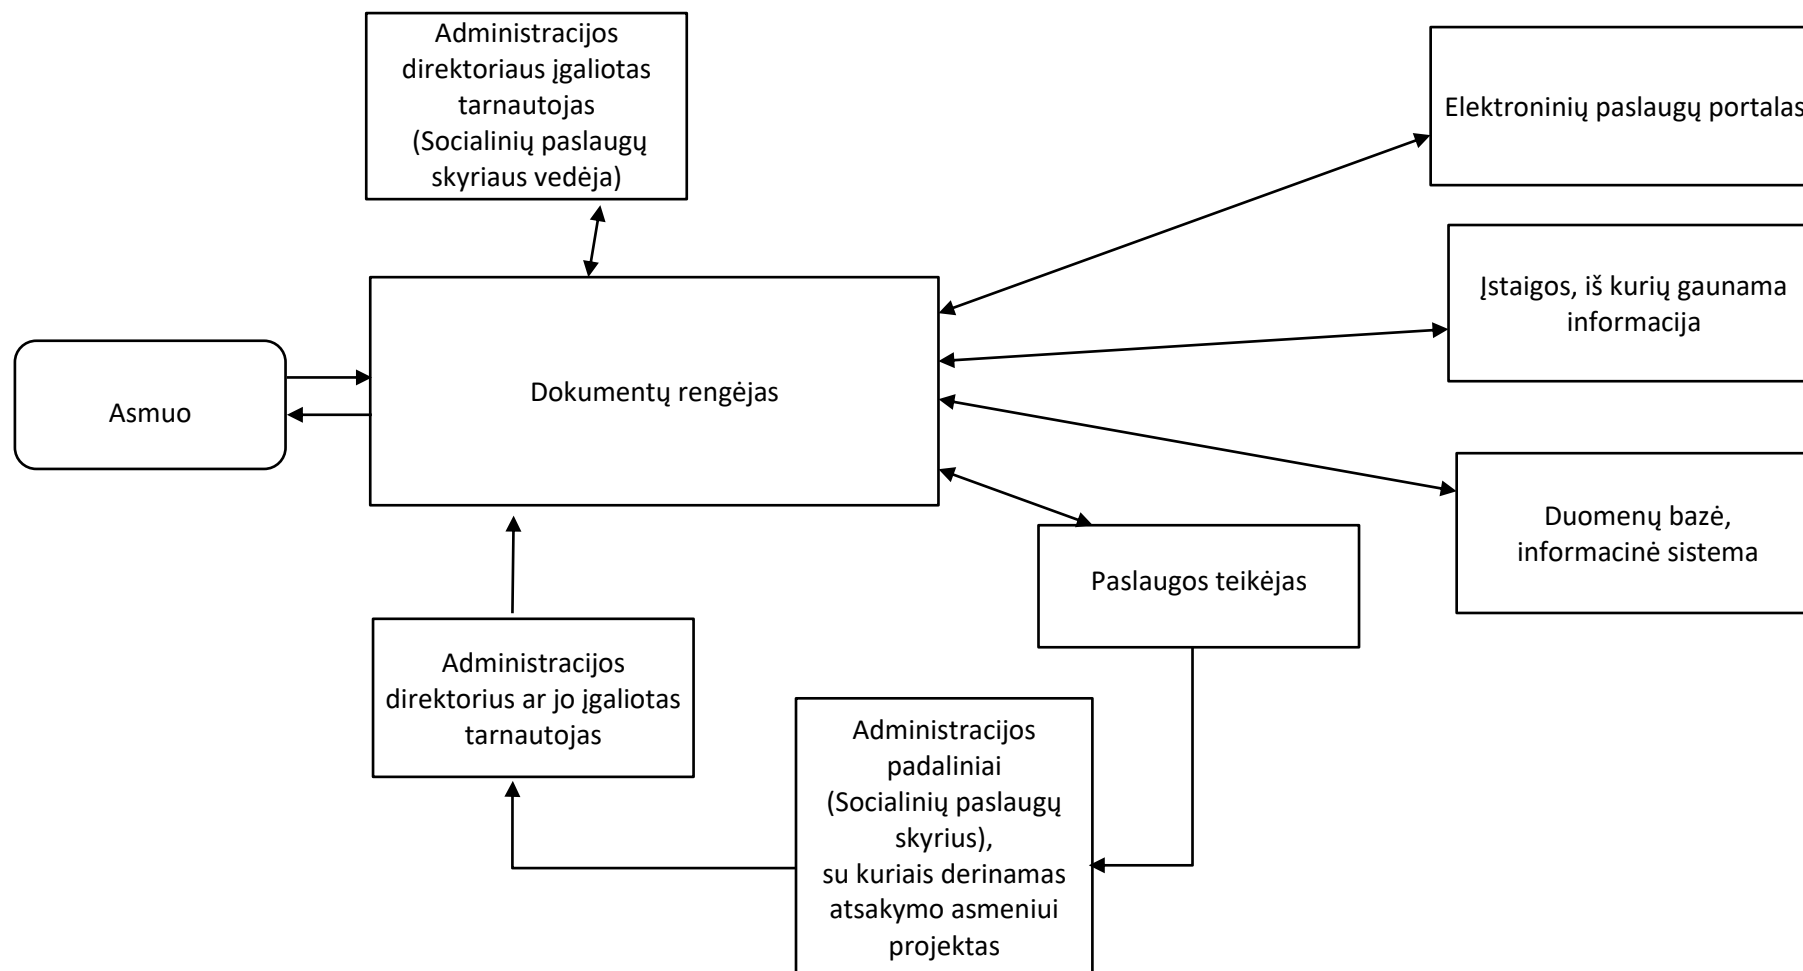 Administracijos
direktoriaus įgaliotas
tarnautojas
(Socialinių paslaugų
skyriaus vedėja)
Elektroninių paslaugų portalas
Įstaigos, iš kurių gaunama
informacija
Dokumentų rengėjas
Asmuo
Duomenų bazė,
informacinė sistema
Paslaugos teikėjas
Administracijos
direktorius ar jo įgaliotas
tarnautojas
Administracijos
padaliniai
(Socialinių paslaugų
skyrius),
su kuriais derinamas
atsakymo asmeniui
projektas